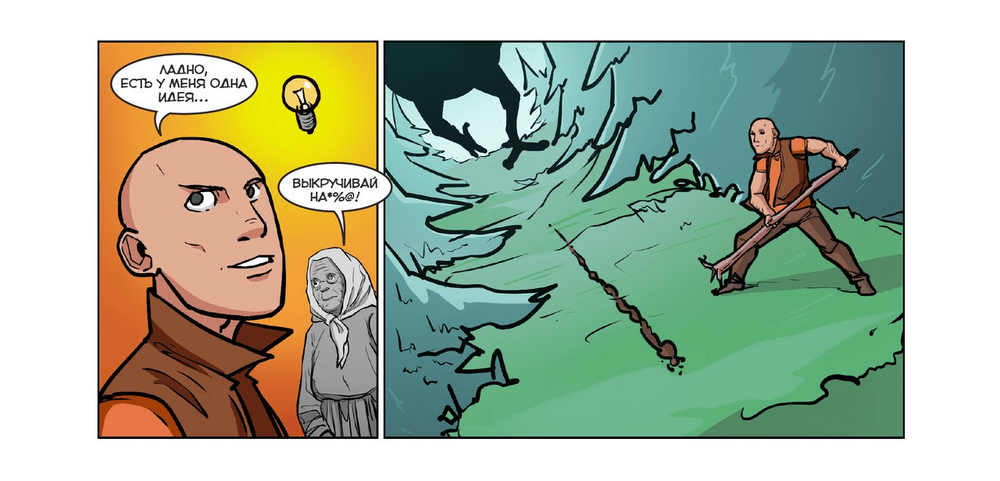 ЛАДНО,
ЕСТЬ У МЕНЯ ОДНА
ИДЕЯ...
ВЫКРУЧИВАЙ
НА*%@!